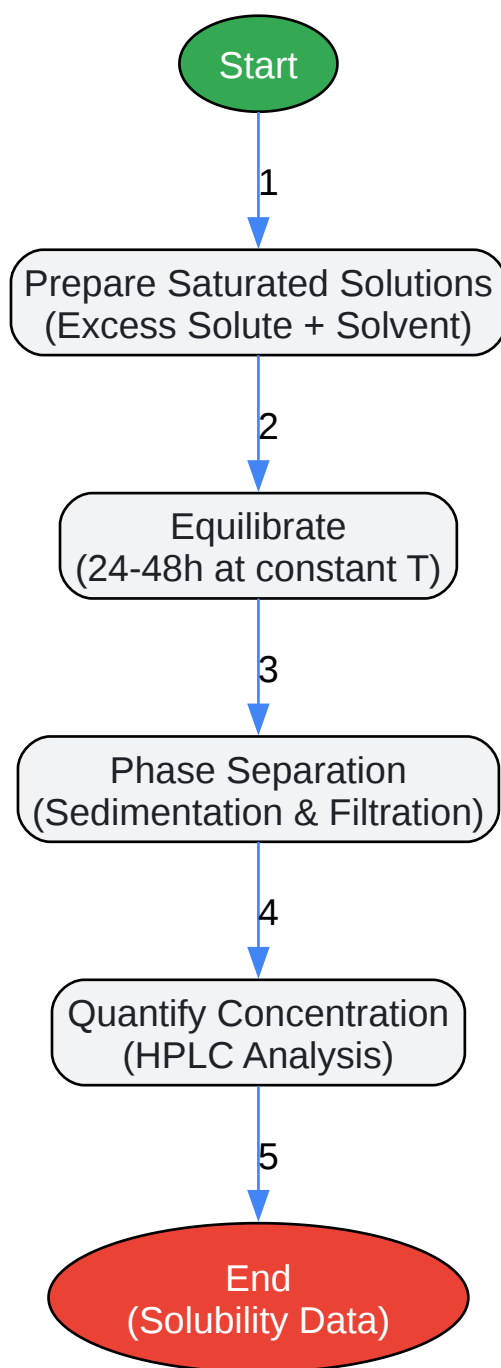 Start
1
Prepare Saturated Solutions
(Excess Solute + Solvent)
2
Equilibrate
(24-48h at constant T)
3
Phase Separation
(Sedimentation & Filtration)
4
Quantify Concentration
(HPLC Analysis)
5
End
(Solubility Data)